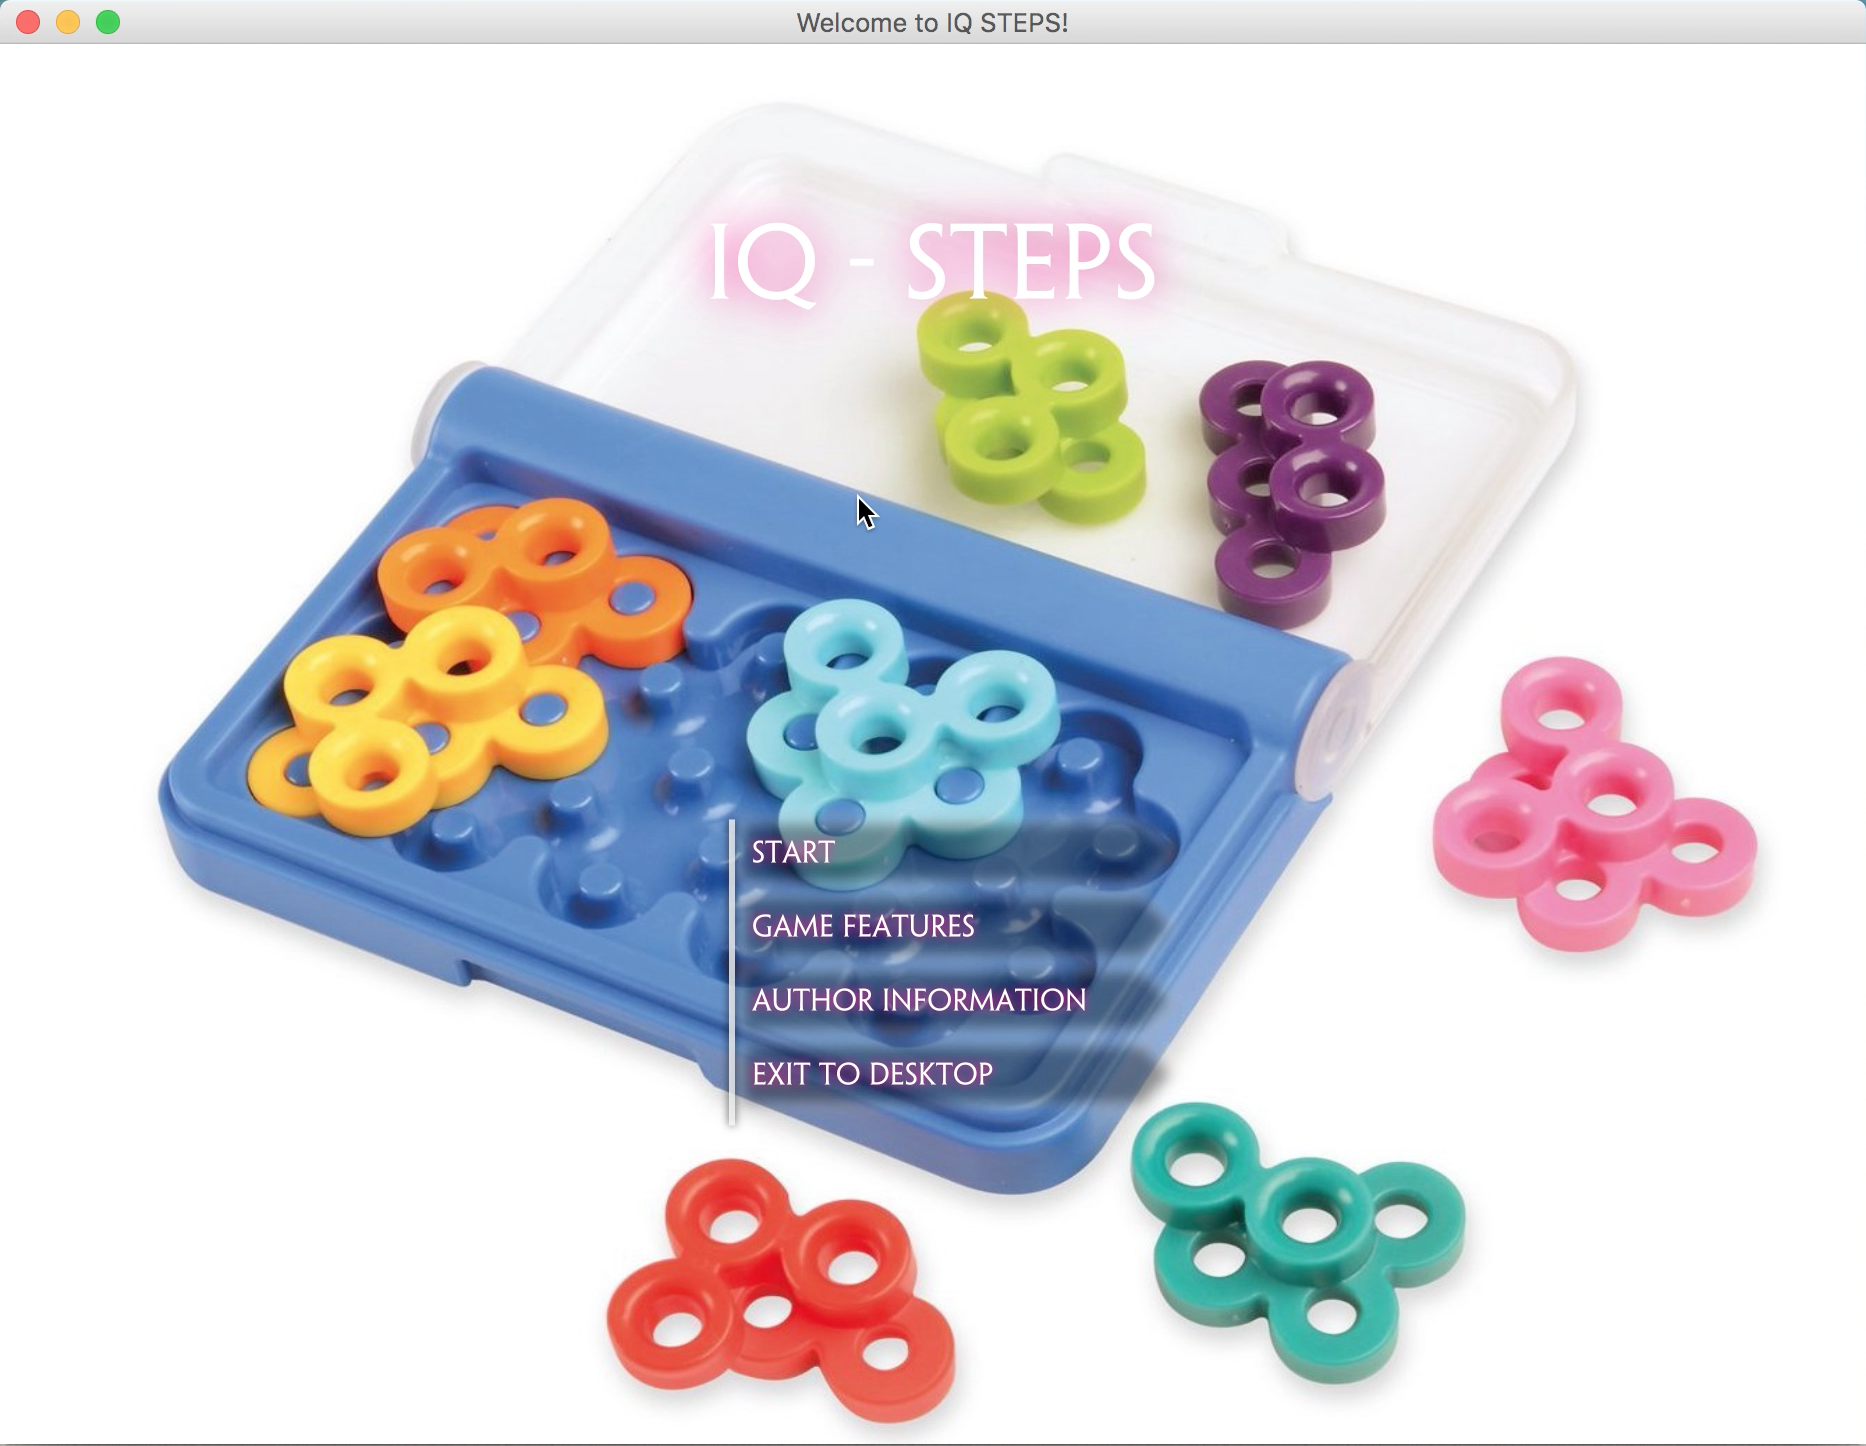 Welcome to IQ STEPS!
IQ - STEPS
START
GAME FEATURES
AUTHOR INFORMATION
EXIT TO DESKTOP